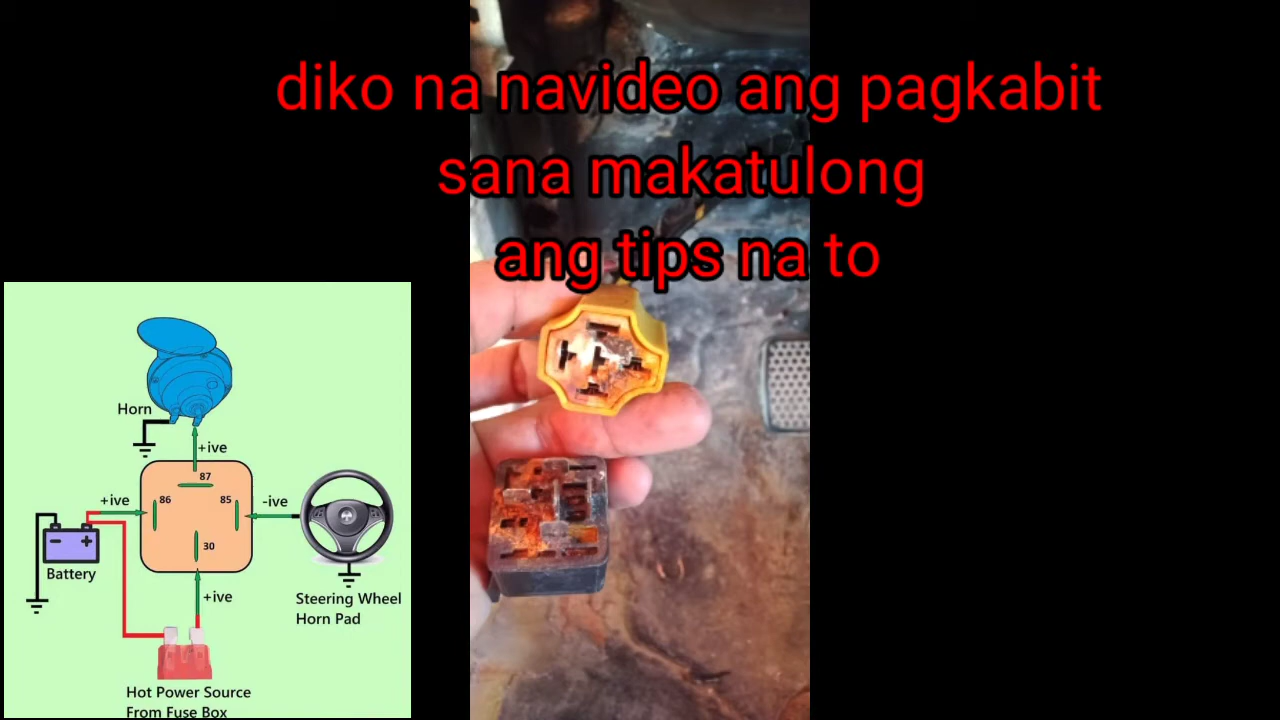 diko na navideo ang pagkabit
sana makatulong
ang tips na to
Horn
+ive
87
+ive
86
85
-ive
30
Battery
+ive
Steering Wheel
Horn Pad
Hot Power Source
From Fuse Box